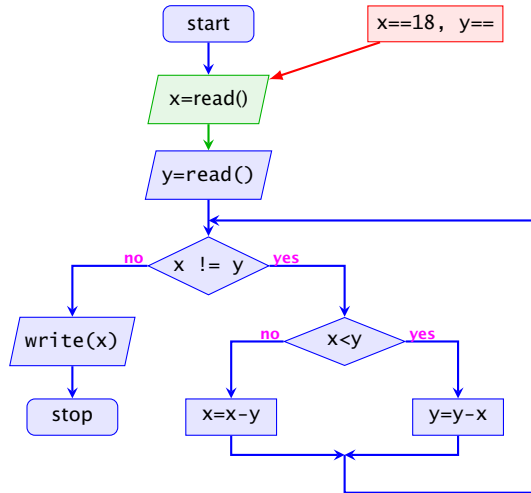 start
x==18, y==
x=read()
y=read()
x != y
no
yes
write(x)
stop
x<y
no
yes
x=x-y
y=y-x